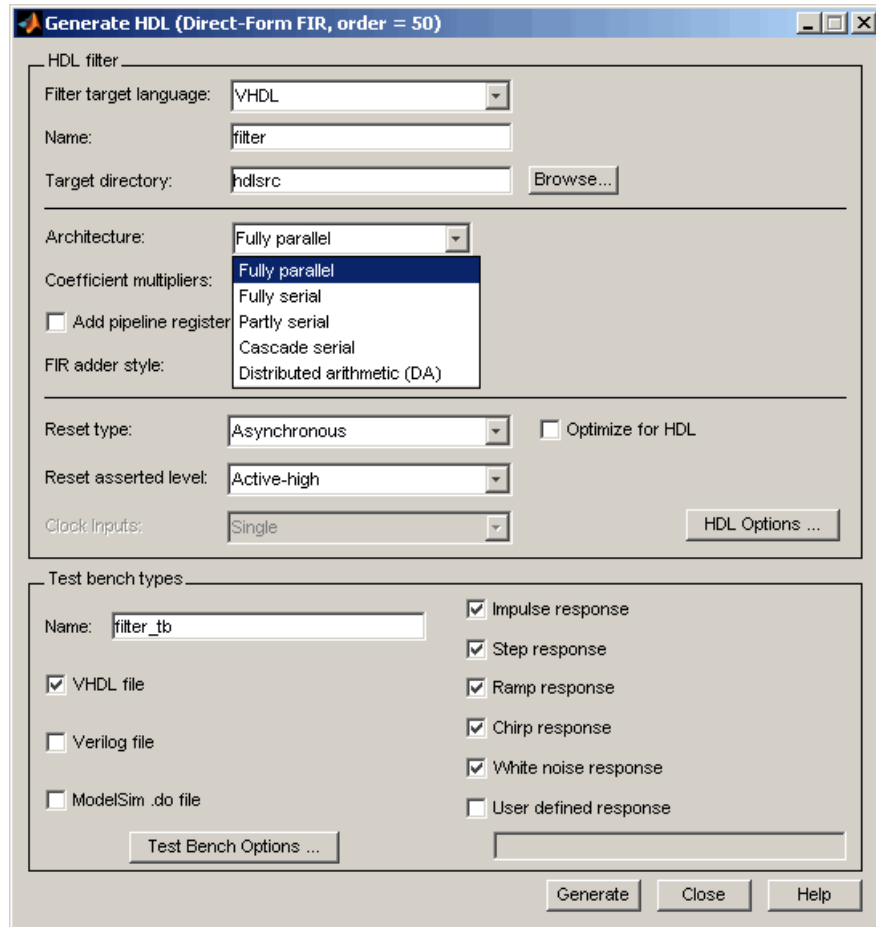 Generate HDL (Direct-Form FIR, order = 50)
HDL filter
Filter target language: VHDL
Name: filter
Target directory: hdlsrc Browse...
Architecture: Fully parallel
Fully parallel
Coefficient multipliers:
Fully serial
Add pipeline register
Partly serial
Cascade serial
FIR adder style:
Distributed arithmetic (DA)
Reset type: Asynchronous Optimize for HDL
Reset asserted level: Active-high
Clock Inputs: Single HDL Options ...
Test bench types
Name: filter_tb
Impulse response
Step response
VHDL file
Ramp response
Chirp response
Verilog file
White noise response
ModelSim .do file
User defined response
Test Bench Options ...
Generate Close Help